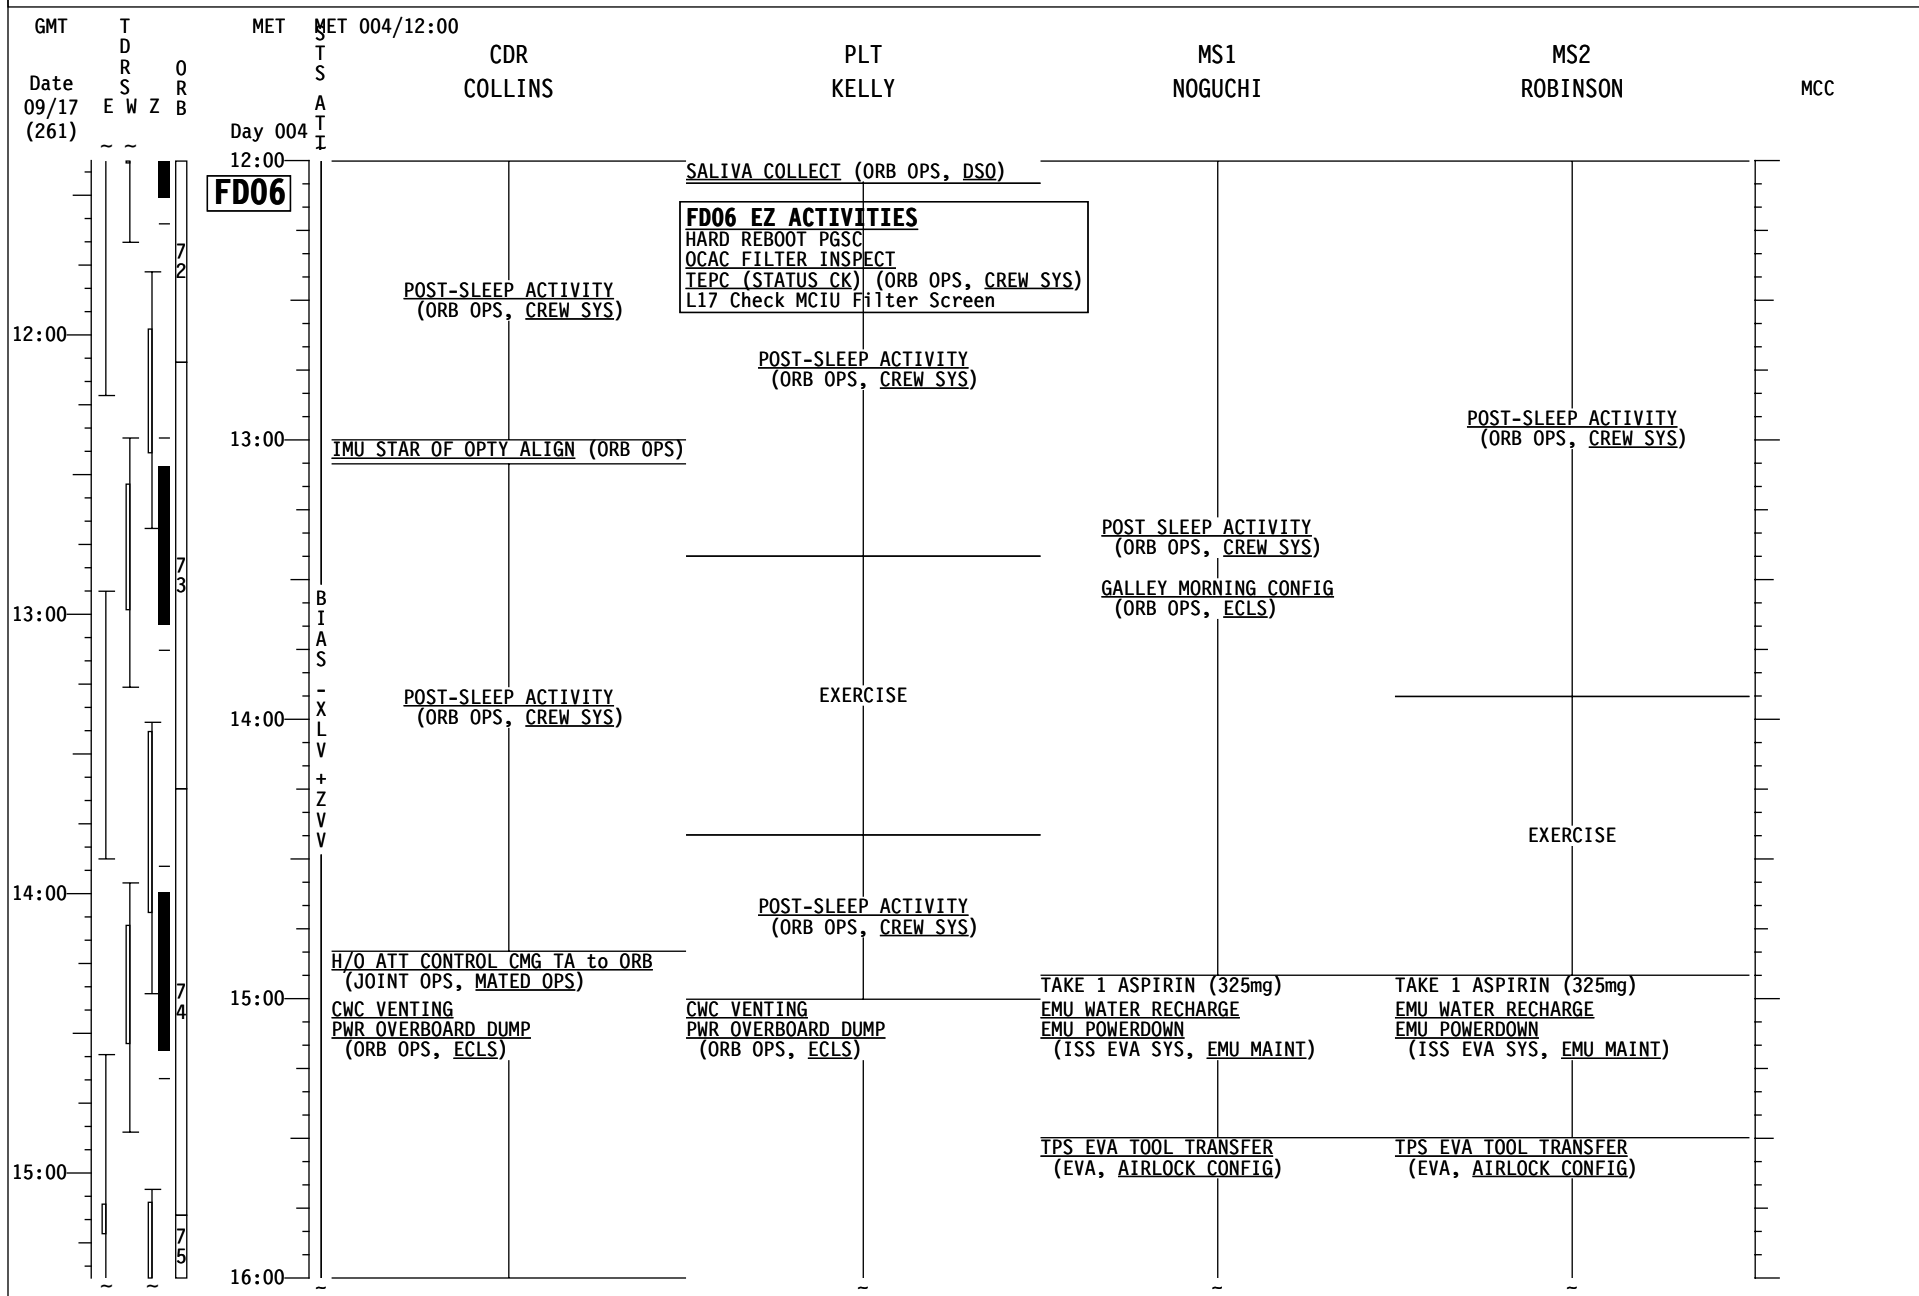 GMT
TDRS
MET
MET 004/12:00
STS ATT
CDR
PLT
MS1
MS2
COLLINS
KELLY
NOGUCHI
ROBINSON
MCC
Date
09/17
(261)
E W Z
ORB
Day 004
~ ~
~
12:00
FD06
SALIVA COLLECT (ORB OPS, DSO)
FD06 EZ ACTIVITIES
HARD REBOOT PGSC
OCAC FILTER INSPECT
TEPC (STATUS CK) (ORB OPS, CREW SYS)
L17 Check MCIU Filter Screen
72
POST-SLEEP ACTIVITY
(ORB OPS, CREW SYS)
12:00
POST-SLEEP ACTIVITY
(ORB OPS, CREW SYS)
POST-SLEEP ACTIVITY
(ORB OPS, CREW SYS)
13:00
IMU STAR OF OPTY ALIGN (ORB OPS)
POST SLEEP ACTIVITY
(ORB OPS, CREW SYS)
73
GALLEY MORNING CONFIG
(ORB OPS, ECLS)
13:00
BIAS -XLV +ZVV
POST-SLEEP ACTIVITY
(ORB OPS, CREW SYS)
EXERCISE
14:00
EXERCISE
14:00
POST-SLEEP ACTIVITY
(ORB OPS, CREW SYS)
H/O ATT CONTROL CMG TA to ORB
(JOINT OPS, MATED OPS)
TAKE 1 ASPIRIN (325mg)
TAKE 1 ASPIRIN (325mg)
74
15:00
CWC VENTING
PWR OVERBOARD DUMP
(ORB OPS, ECLS)
CWC VENTING
PWR OVERBOARD DUMP
(ORB OPS, ECLS)
EMU WATER RECHARGE
EMU POWERDOWN
(ISS EVA SYS, EMU MAINT)
EMU WATER RECHARGE
EMU POWERDOWN
(ISS EVA SYS, EMU MAINT)
TPS EVA TOOL TRANSFER
(EVA, AIRLOCK CONFIG)
TPS EVA TOOL TRANSFER
(EVA, AIRLOCK CONFIG)
15:00
75
16:00
~ ~ ~ ~ ~ ~